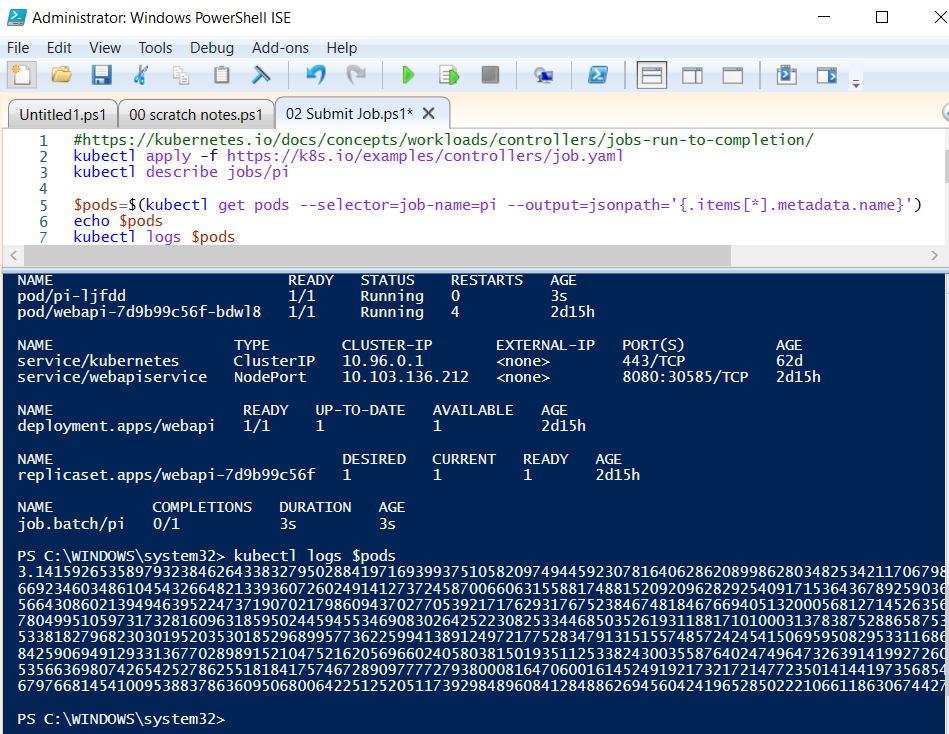 Administrator: Windows PowerShell ISE
File Edit View Tools Debug Add-ons Help
Untitled1.ps1 00 scratch notes.ps1 02 Submit Job.ps1*
1 #https://kubernetes.io/docs/concepts/workloads/controllers/jobs-run-to-completion/
2 kubectl apply -f https://k8s.io/examples/controllers/job.yaml
3 kubectl describe jobs/pi
4
5 $pods=$(kubectl get pods --selector=job-name=pi --output=jsonpath='{.items[*].metadata.name}')
6 echo $pods
7 kubectl logs $pods
NAME READY STATUS RESTARTS AGE
pod/pi-ljfdd 1/1 Running 0 3s
pod/webapi-7d9b99c56f-bdwl8 1/1 Running 4 2d15h
NAME TYPE CLUSTER-IP EXTERNAL-IP PORT(S) AGE
service/kubernetes ClusterIP 10.96.0.1 <none> 443/TCP 62d
service/webapiservice NodePort 10.103.136.212 <none> 8080:30585/TCP 2d15h
NAME READY UP-TO-DATE AVAILABLE AGE
deployment.apps/webapi 1/1 1 1 2d15h
NAME DESIRED CURRENT READY AGE
replicaset.apps/webapi-7d9b99c56f 1 1 1 2d15h
NAME COMPLETIONS DURATION AGE
job.batch/pi 0/1 3s 3s
PS C:\WINDOWS\system32> kubectl logs $pods
3.14159265358979323846264338327950288419716939937510582097494459230781640628620899862803482534211706798
66923460348610454326648213393607260249141273724587006606315588174881520920962829254091715364367892590360
56643086021394946395224737190702179860943702770539217176293176752384674818467669405132000568127145263560
78049951059731732816096318595024459455346908302642522308253344685035261931188171010003137838752886587533
53381827968230301952035301852968995773622599413891249721775283479131515574857242454150695950829533116861
84259069491293313677028989152104752162056966024058038150193511253382430035587640247496473263914199272604
53566369807426542527862551818417574672890977772793800081647060016145249192173217214772350141441973568548
67976681454100953883786360950680064225125205117392984896084128488626945604241965285022210661186306744278
PS C:\WINDOWS\system32>